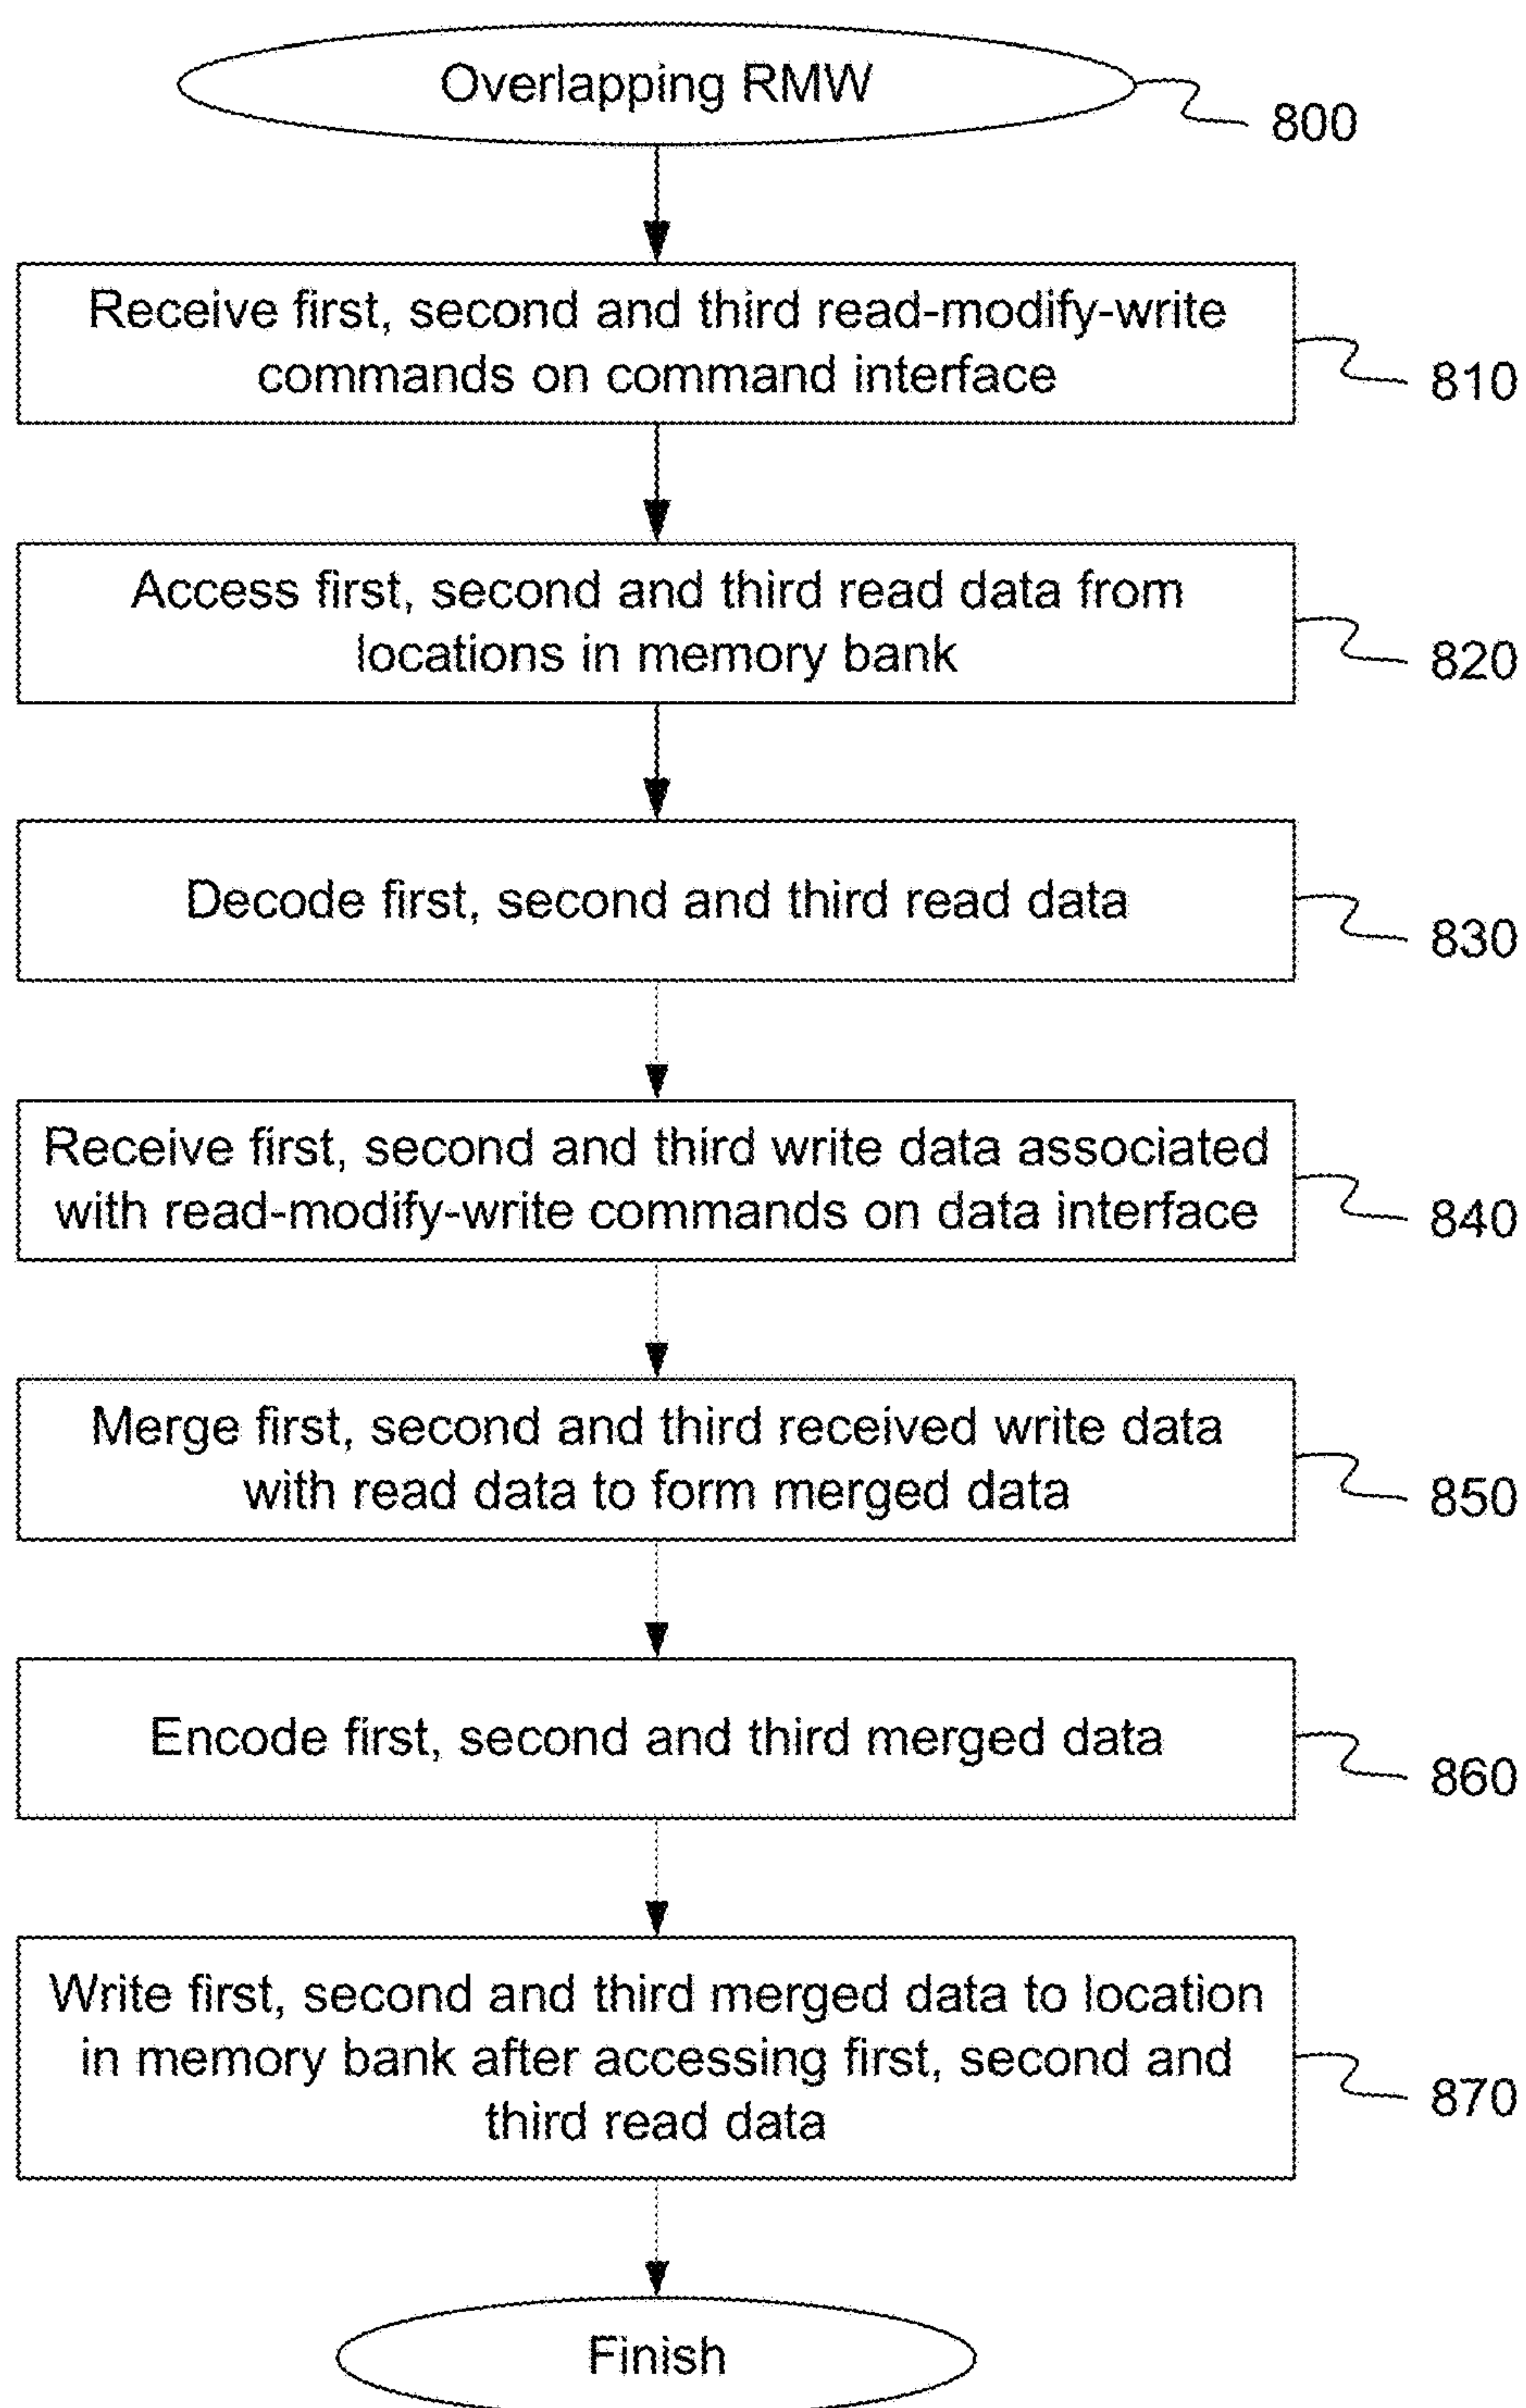 Overlapping RMW
800
Receive first, second and third read-modify-write
commands on command interface
810
Access first, second and third read data from
locations in memory bank
820
Decode first, second and third read data
830
Receive first, second and third write data associated
with read-modify-write commands on data interface
840
Merge first, second and third received write data
with read data to form merged data
850
Encode first, second and third merged data
860
Write first, second and third merged data to location
in memory bank after accessing first, second and
third read data
870
Finish